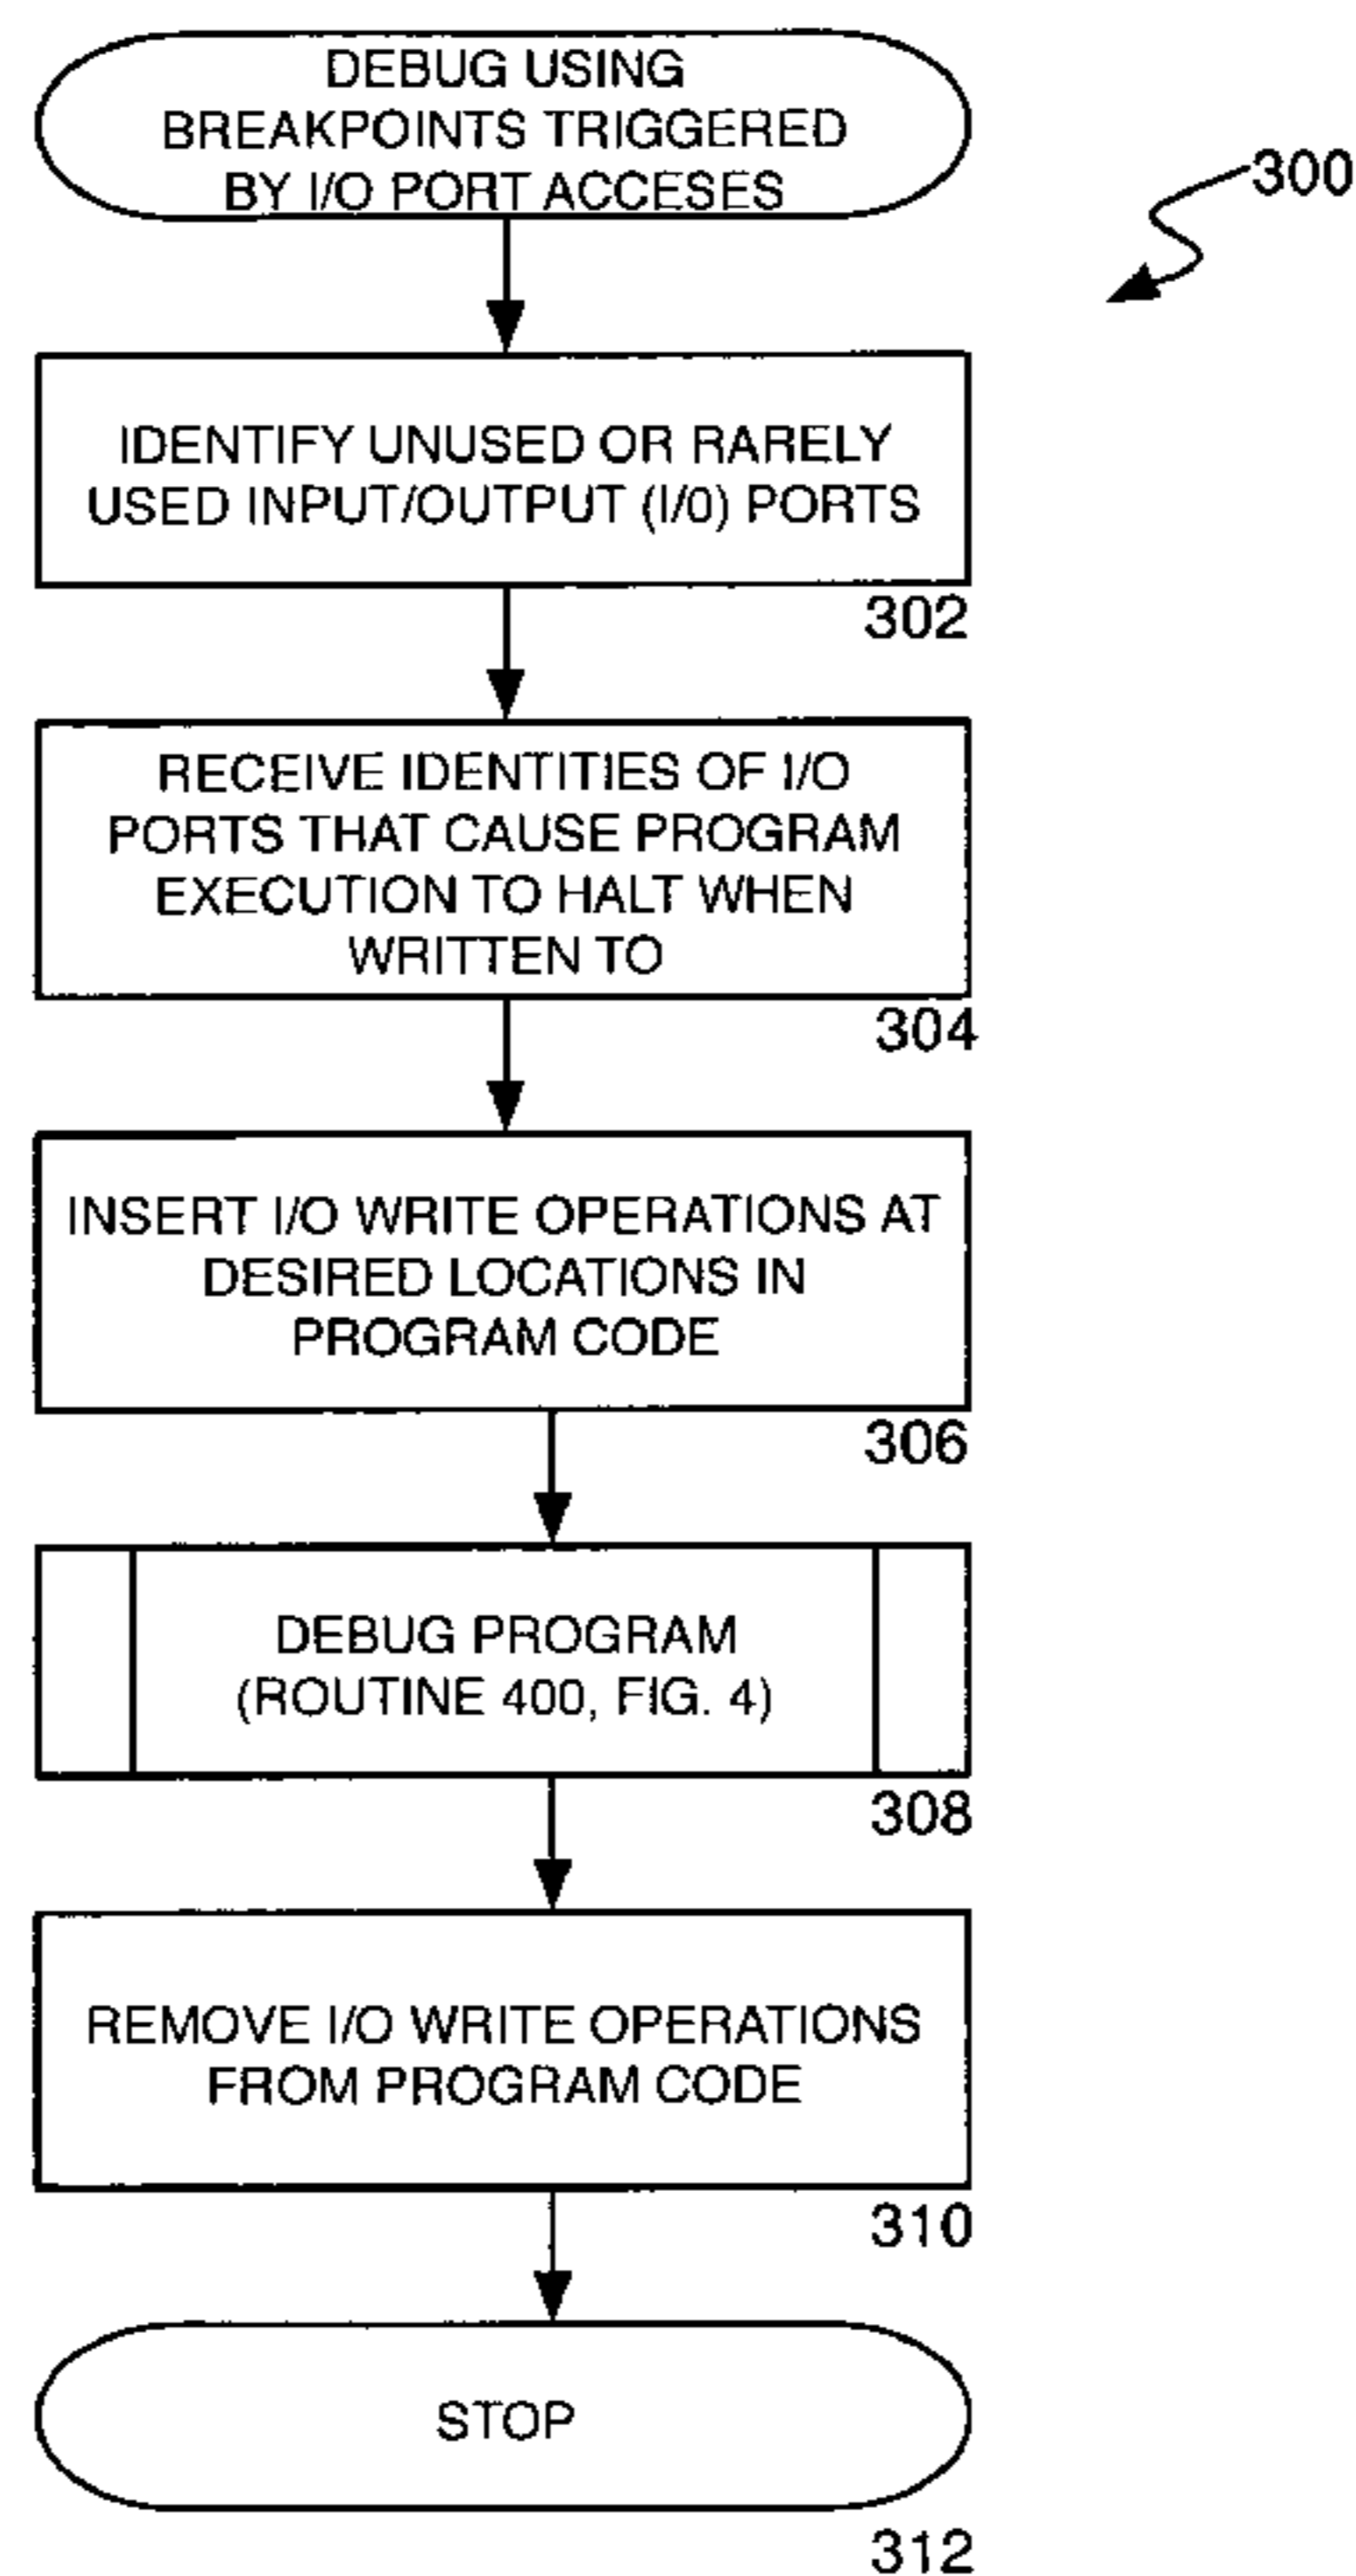 DEBUG USING
BREAKPOINTS TRIGGERED
BY I/O PORT ACCESES
300
IDENTIFY UNUSED OR RARELY
USED INPUT/OUTPUT (I/0) PORTS
302
RECEIVE IDENTITIES OF I/O
PORTS THAT CAUSE PROGRAM
EXECUTION TO HALT WHEN
WRITTEN TO
304
INSERT I/O WRITE OPERATIONS AT
DESIRED LOCATIONS IN
PROGRAM CODE
306
DEBUG PROGRAM
(ROUTINE 400, FIG. 4)
308
REMOVE I/O WRITE OPERATIONS
FROM PROGRAM CODE
310
STOP
312